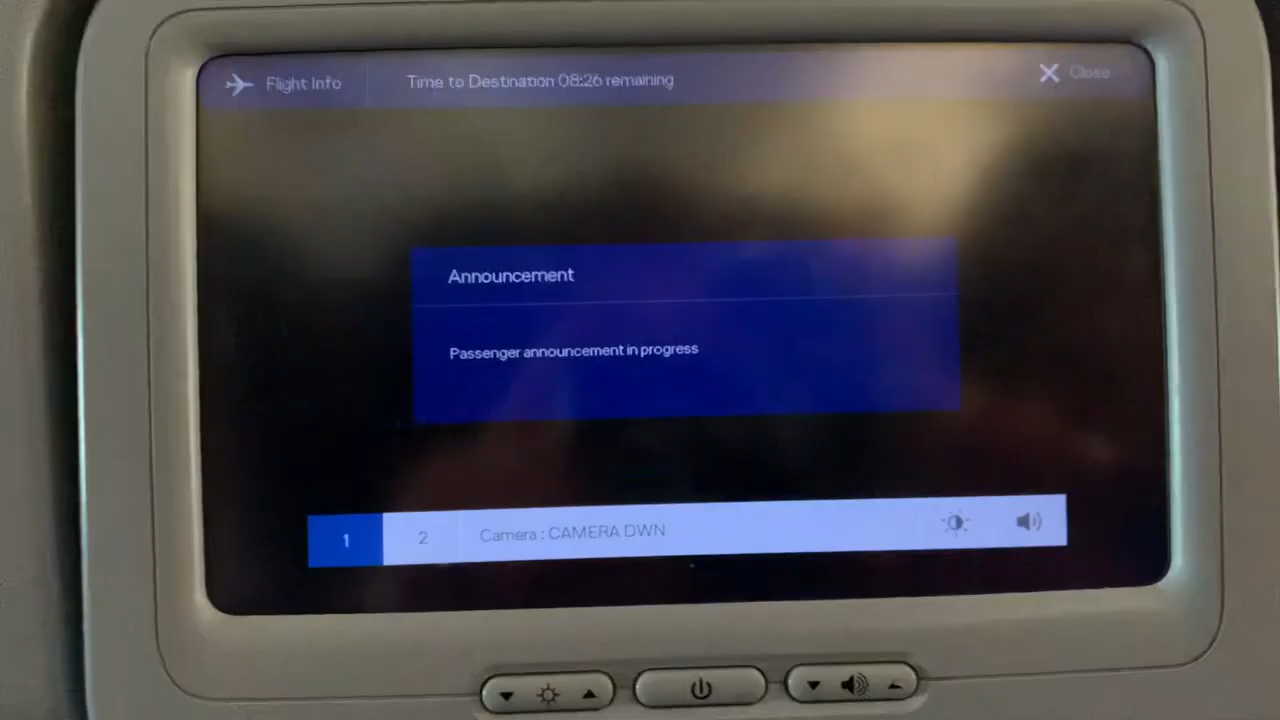 Flight Info
Time to Destination 08:26 remaining
Close
Announcement
Passenger announcement in progress
1
2
Camera : CAMERA DWN